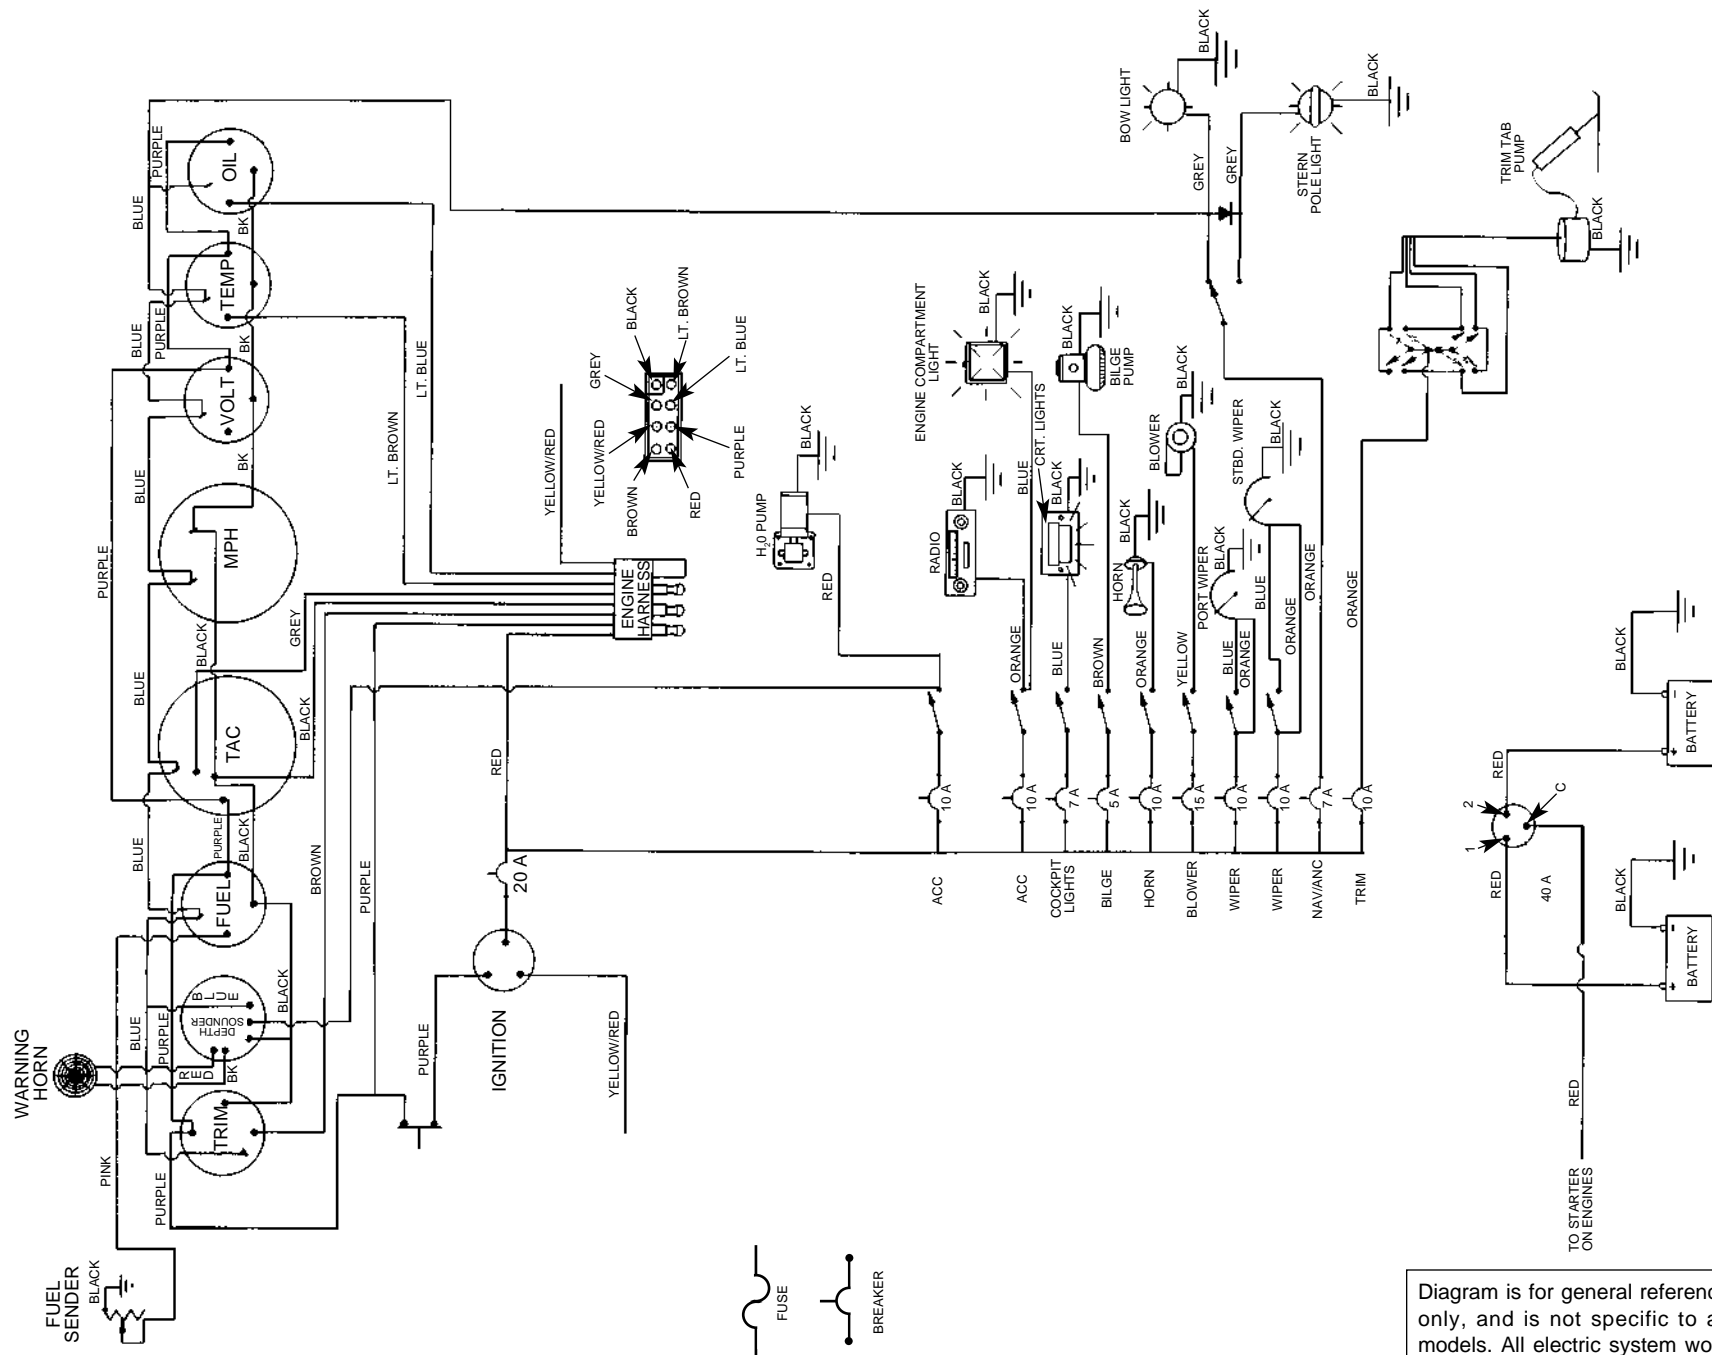 WARNING
HORN
FUEL
SENDER
BLACK
PINK
PURPLE
TRIM
RED
BK
BLUE
PURPLE
DEPTH
SOUNDER
BLUE
BLACK
FUEL
PURPLE
BLACK
BLUE
TAC
BLACK
BLACK
BLUE
PURPLE
MPH
GREY
BLUE
BK
VOLT
BLUE
PURPLE
BK
TEMP
BLUE
BK
PURPLE
OIL
LT. BROWN
LT. BLUE
BROWN
PURPLE
PURPLE
IGNITION
YELLOW/RED
20 A
RED
ENGINE
HARNESS
YELLOW/RED
BROWN
YELLOW/RED
GREY
BLACK
LT. BROWN
LT. BLUE
PURPLE
RED
H20 PUMP
BLACK
RED
RADIO
BLACK
ENGINE COMPARTMENT
LIGHT
BLACK
BLUE
CRT. LIGHTS
BLACK
BILGE
PUMP
BLACK
HORN
BLACK
BLOWER
BLACK
PORT WIPER
BLACK
STBD. WIPER
BLACK
ORANGE
BLUE
BROWN
ORANGE
YELLOW
BLUE
ORANGE
BLUE
ORANGE
ORANGE
ORANGE
ORANGE
10 A
10 A
7 A
5 A
10 A
15 A
10 A
10 A
7 A
10 A
ACC
ACC
COCKPIT
LIGHTS
BILGE
HORN
BLOWER
WIPER
WIPER
NAV/ANC
TRIM
BOW LIGHT
BLACK
GREY
GREY
STERN
POLE LIGHT
BLACK
TRIM TAB
PUMP
BLACK
1
2
C
RED
RED
40 A
BLACK
BLACK
BATTERY
BATTERY
RED
TO STARTER
ON ENGINES
FUSE
BREAKER
Diagram is for general referenc
only, and is not specific to a
models. All electric system wo